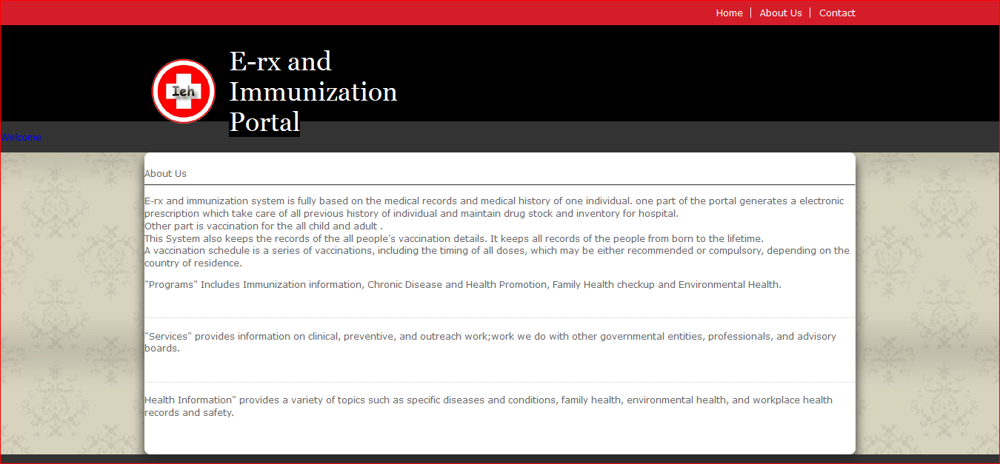 Home
About Us
Contact
E-rx and
Immunization
Portal
Ieh
Welcome
About Us
E-rx and immunization system is fully based on the medical records and medical history of one individual. one part of the portal generates a electronic
prescription which take care of all previous history of individual and maintain drug stock and inventory for hospital.
Other part is vaccination for the all child and adult .
This System also keeps the records of the all people’s vaccination details. It keeps all records of the people from born to the lifetime.
A vaccination schedule is a series of vaccinations, including the timing of all doses, which may be either recommended or compulsory, depending on the
country of residence.
"Programs" Includes Immunization information, Chronic Disease and Health Promotion, Family Health checkup and Environmental Health.
"Services" provides information on clinical, preventive, and outreach work;work we do with other governmental entities, professionals, and advisory
boards.
Health Information" provides a variety of topics such as specific diseases and conditions, family health, environmental health, and workplace health
records and safety.